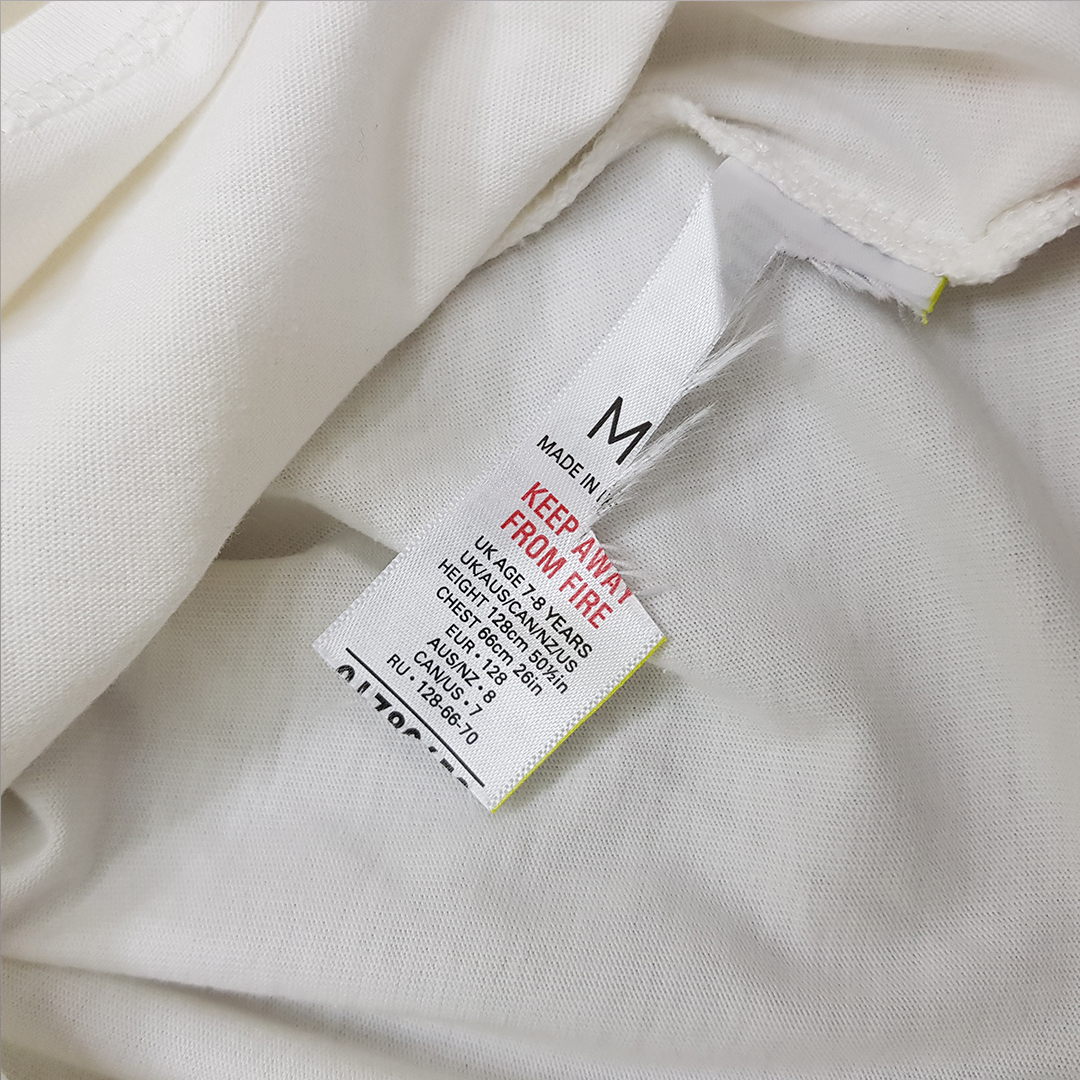 M
MADE IN
KEEP AWAY
FROM FIRE
UK AGE 7-8 YEARS
UK/AUS/CAN/NZ/US
HEIGHT 128cm 50½in
CHEST 66cm 26in
EUR • 128
AUS/NZ • 8
CAN/US • 7
RU • 128-66-70